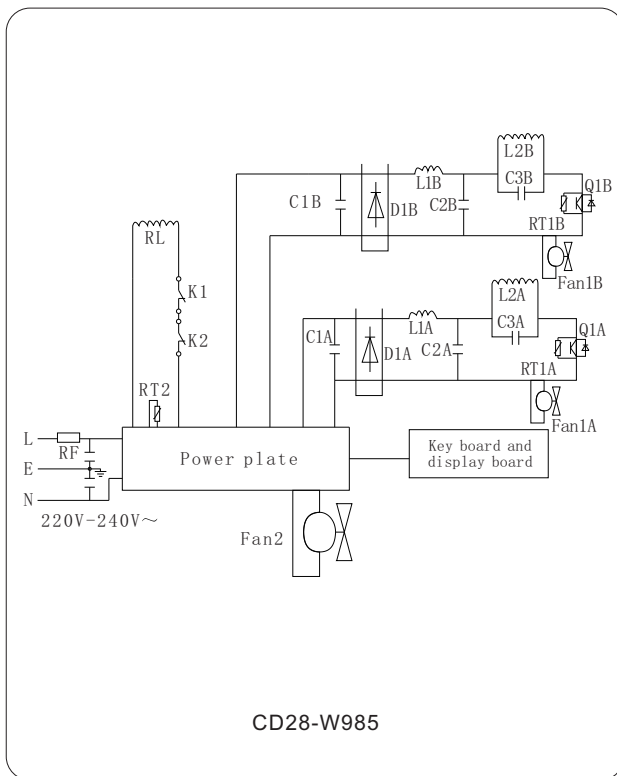 L2B
C3B
Q1B
L1B
C1B
D1B
C2B
RT1B
Fan1B
RL
K1
K2
L2A
C3A
Q1A
L1A
C1A
D1A
C2A
RT1A
Fan1A
RT2
L
RF
E
N
220V-240V～
Power plate
Key board and
display board
Fan2
CD28-W985